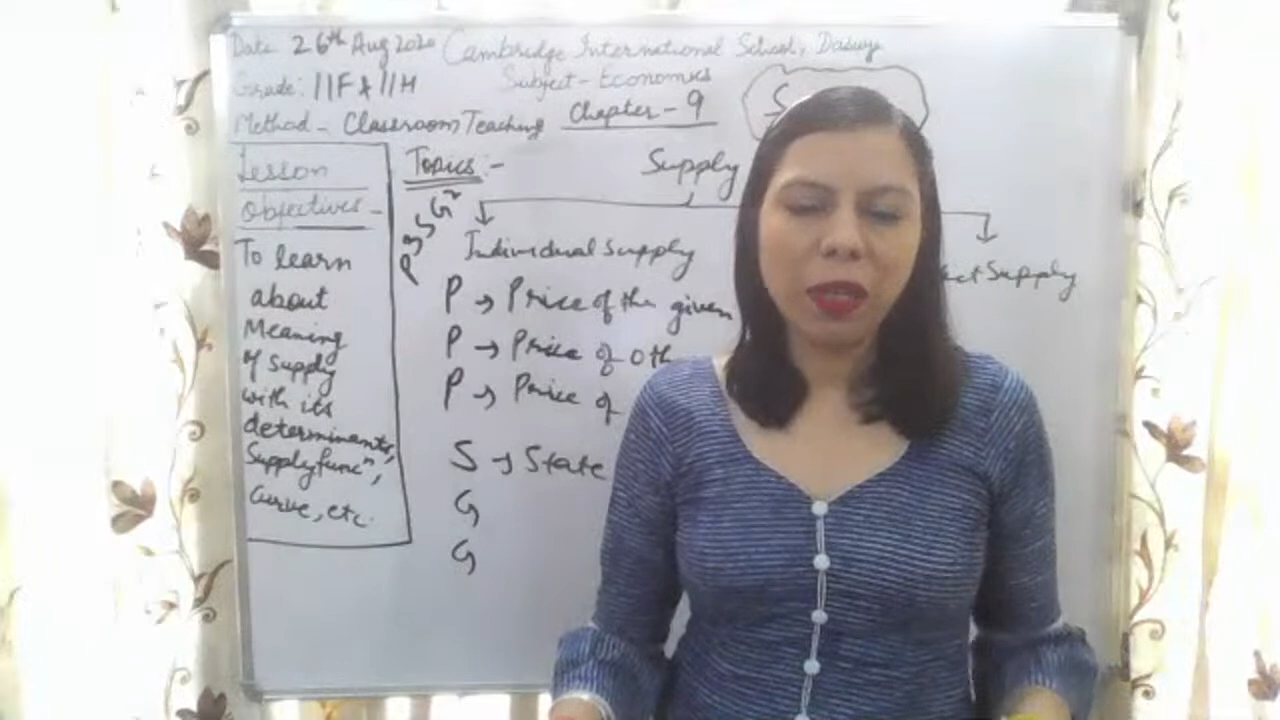 Date: 26th Aug 2020 Cambridge International School, Dasuya
Grade: 11F & 11H Subject - Economics
Method - Classroom Teaching Chapter - 9
Lesson
Objectives -
To learn
about
Meaning
of supply
with its
determinants,
Supply funcⁿ,
Curve, etc.
Topics :-
P³SG²
Supply
Individual Supply
Supply
P → Price of the given
P → Price of oth
P → Price of
S → State
G
G